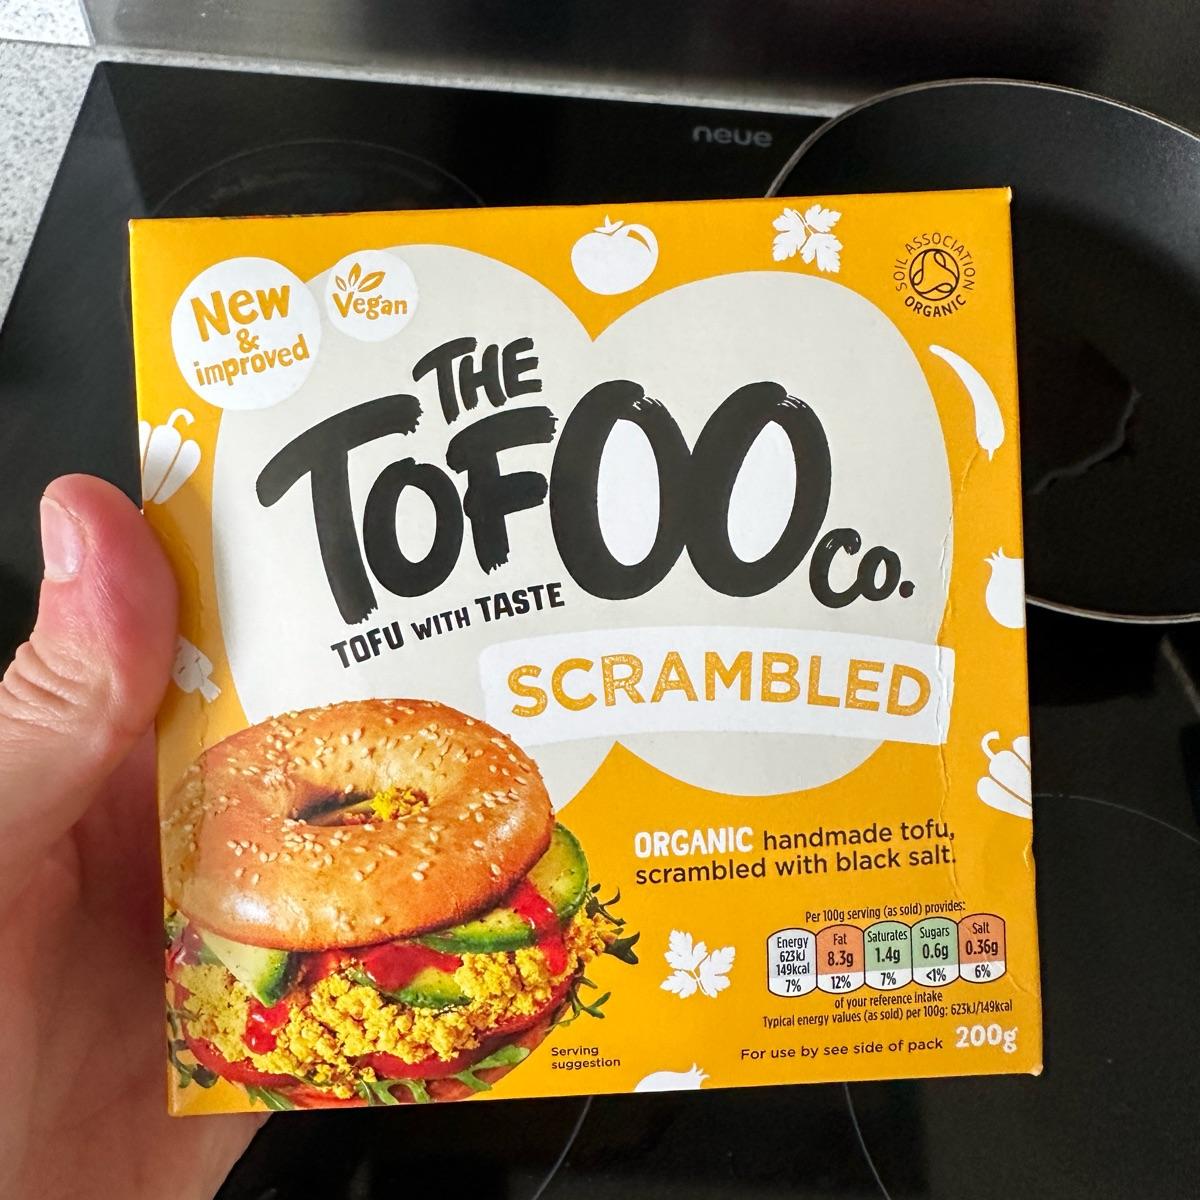 neue
New
&
improved
Vegan
SOIL ASSOCIATION
ORGANIC
THE
TOFOO
Co.
TOFU WITH TASTE
SCRAMBLED
ORGANIC handmade tofu,
scrambled with black salt.
Per 100g serving (as sold) provides:
Energy Fat Saturates Sugars Salt
623kJ 8.3g 1.4g 0.6g 0.36g
149kcal
7% 12% 7% <1% 6%
of your reference intake
Typical energy values (as sold) per 100g: 623kJ/149kcal
Serving
suggestion
For use by see side of pack 200g